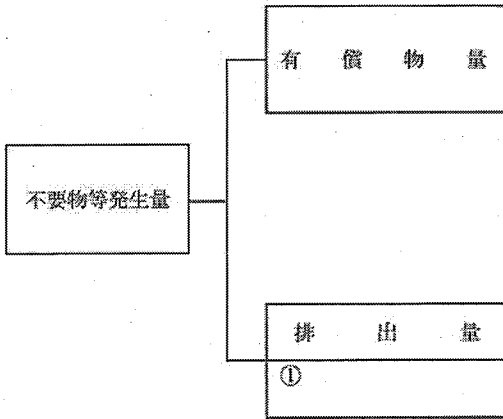 有償物量
不要物等発生量
排出量
①